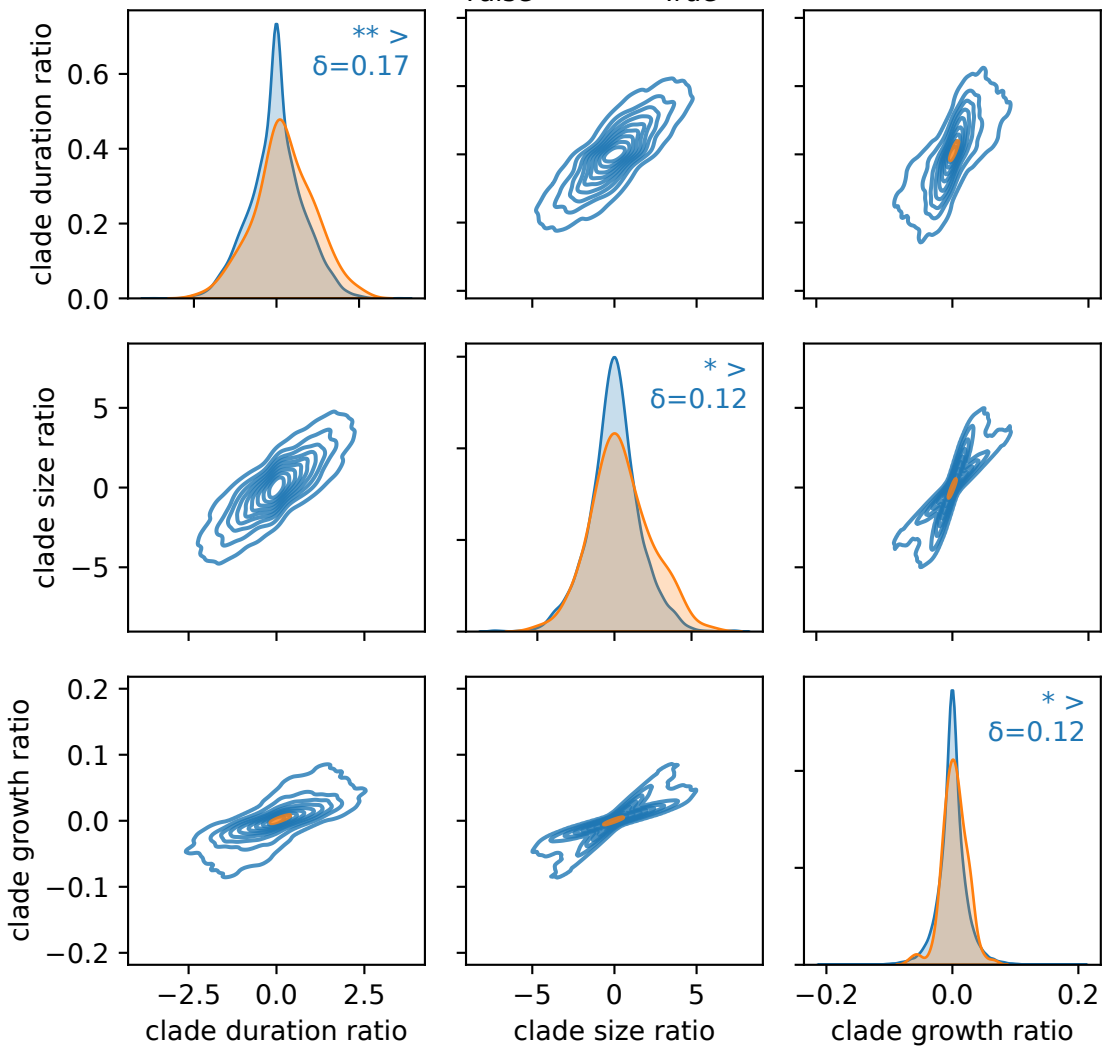 clade duration ratio
0.6
0.4
0.2
0.0
** >
δ=0.17
clade size ratio
5
0
−5
* >
δ=0.12
clade growth ratio
0.2
0.1
0.0
−0.1
−0.2
* >
δ=0.12
−2.5 0.0 2.5
−5 0 5
−0.2 0.0 0.2
clade duration ratio
clade size ratio
clade growth ratio